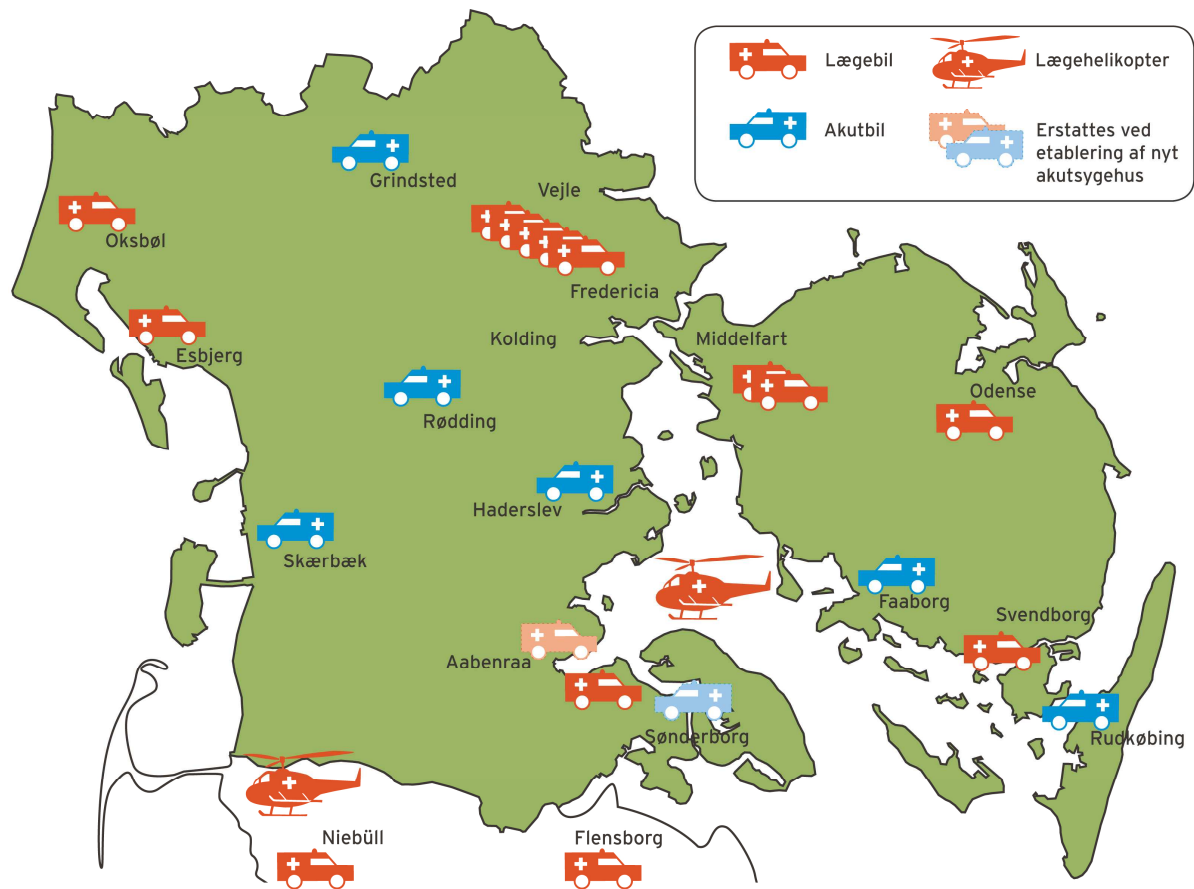 Lægebil
Lægehelikopter
Akutbil
Erstattes ved
etablering af nyt
akutsygehus
Grindsted
Vejle
Oksbøl
Fredericia
Kolding
Middelfart
Esbjerg
Odense
Rødding
Haderslev
Skærbæk
Faaborg
Svendborg
Aabenraa
Sønderborg
Rudkøbing
Niebüll
Flensborg